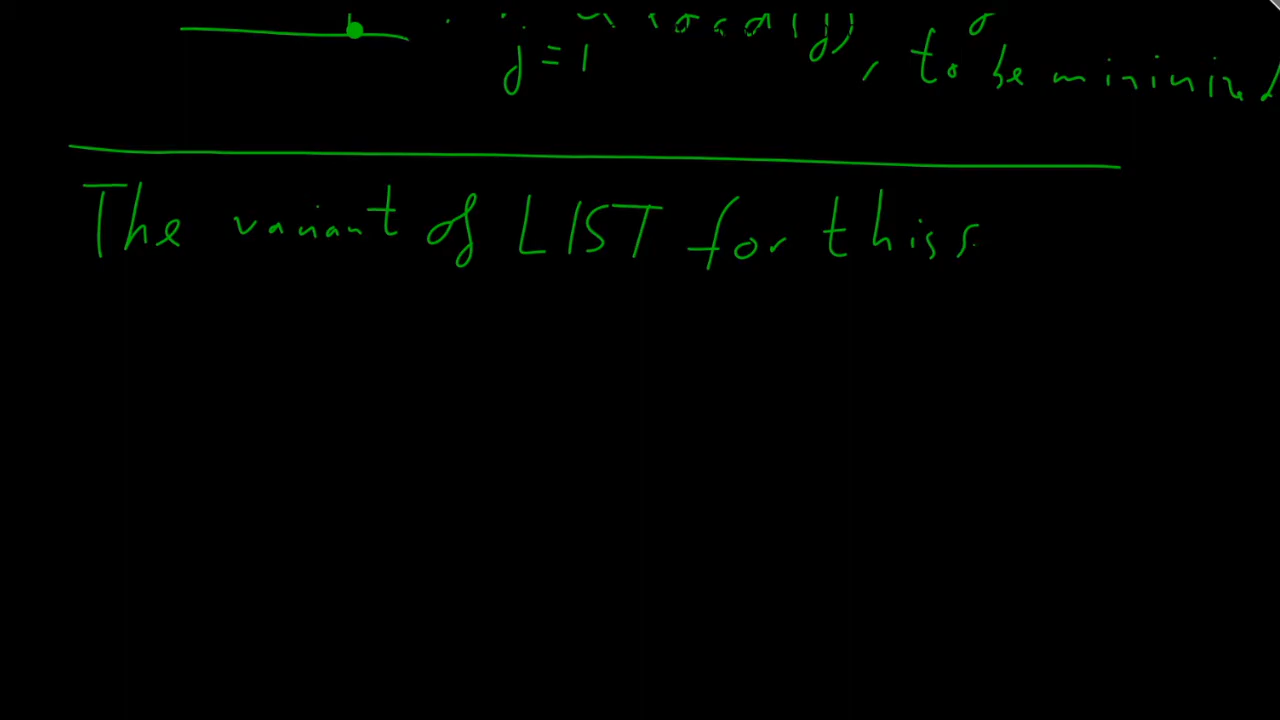 j=1 , to be minimized
The variant of LIST for this s